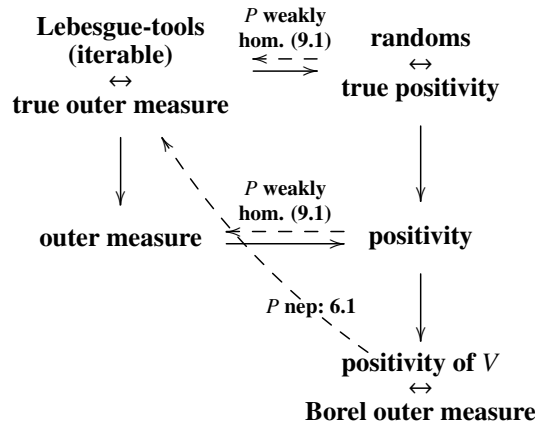 Lebesgue-tools
(iterable)
↔
true outer measure
P weakly
hom. (9.1)
randoms
↔
true positivity
outer measure
P weakly
hom. (9.1)
positivity
P nep: 6.1
positivity of V
↔
Borel outer measure